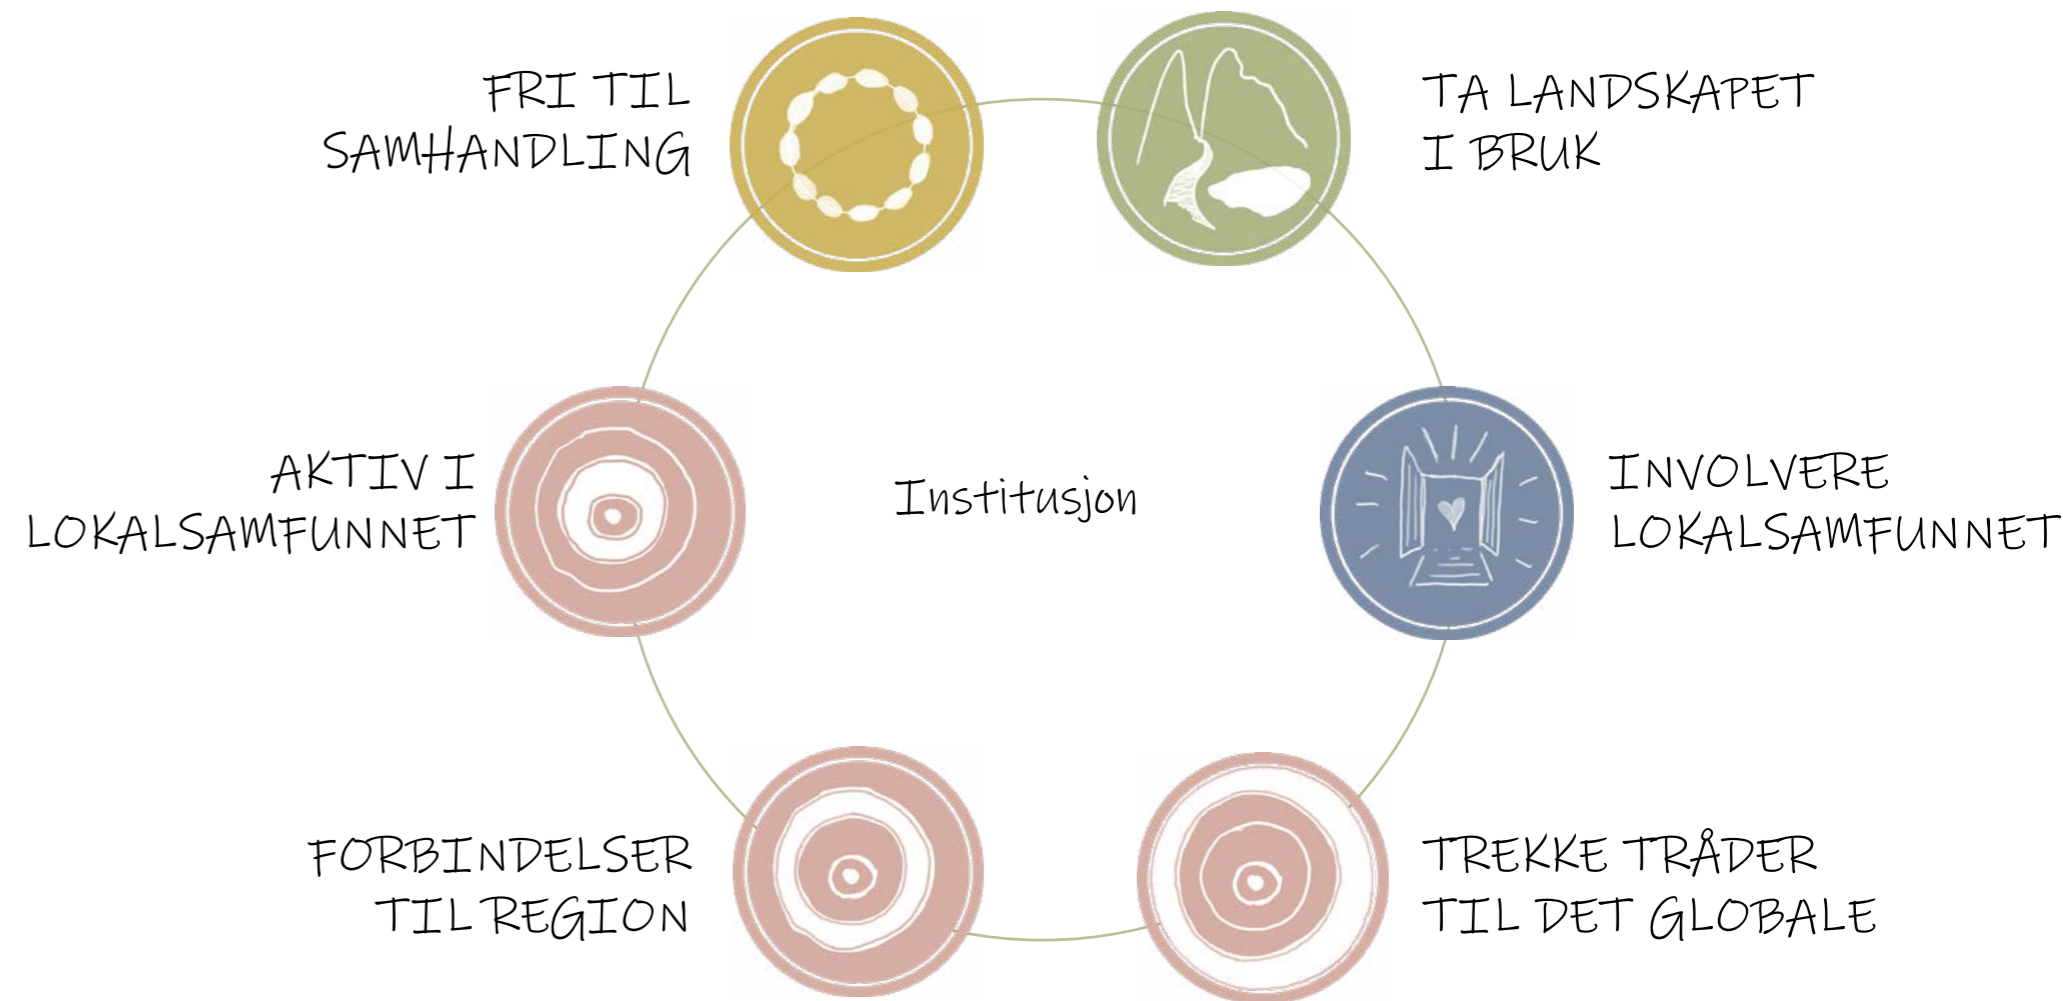 FRI TIL
SAMHANDLING
TA LANDSKAPET
I BRUK
AKTIV I
LOKALSAMFUNNET
Institusjon
INVOLVERE
LOKALSAMFUNNET
FORBINDELSER
TIL REGION
TREKKE TRÅDER
TIL DET GLOBALE